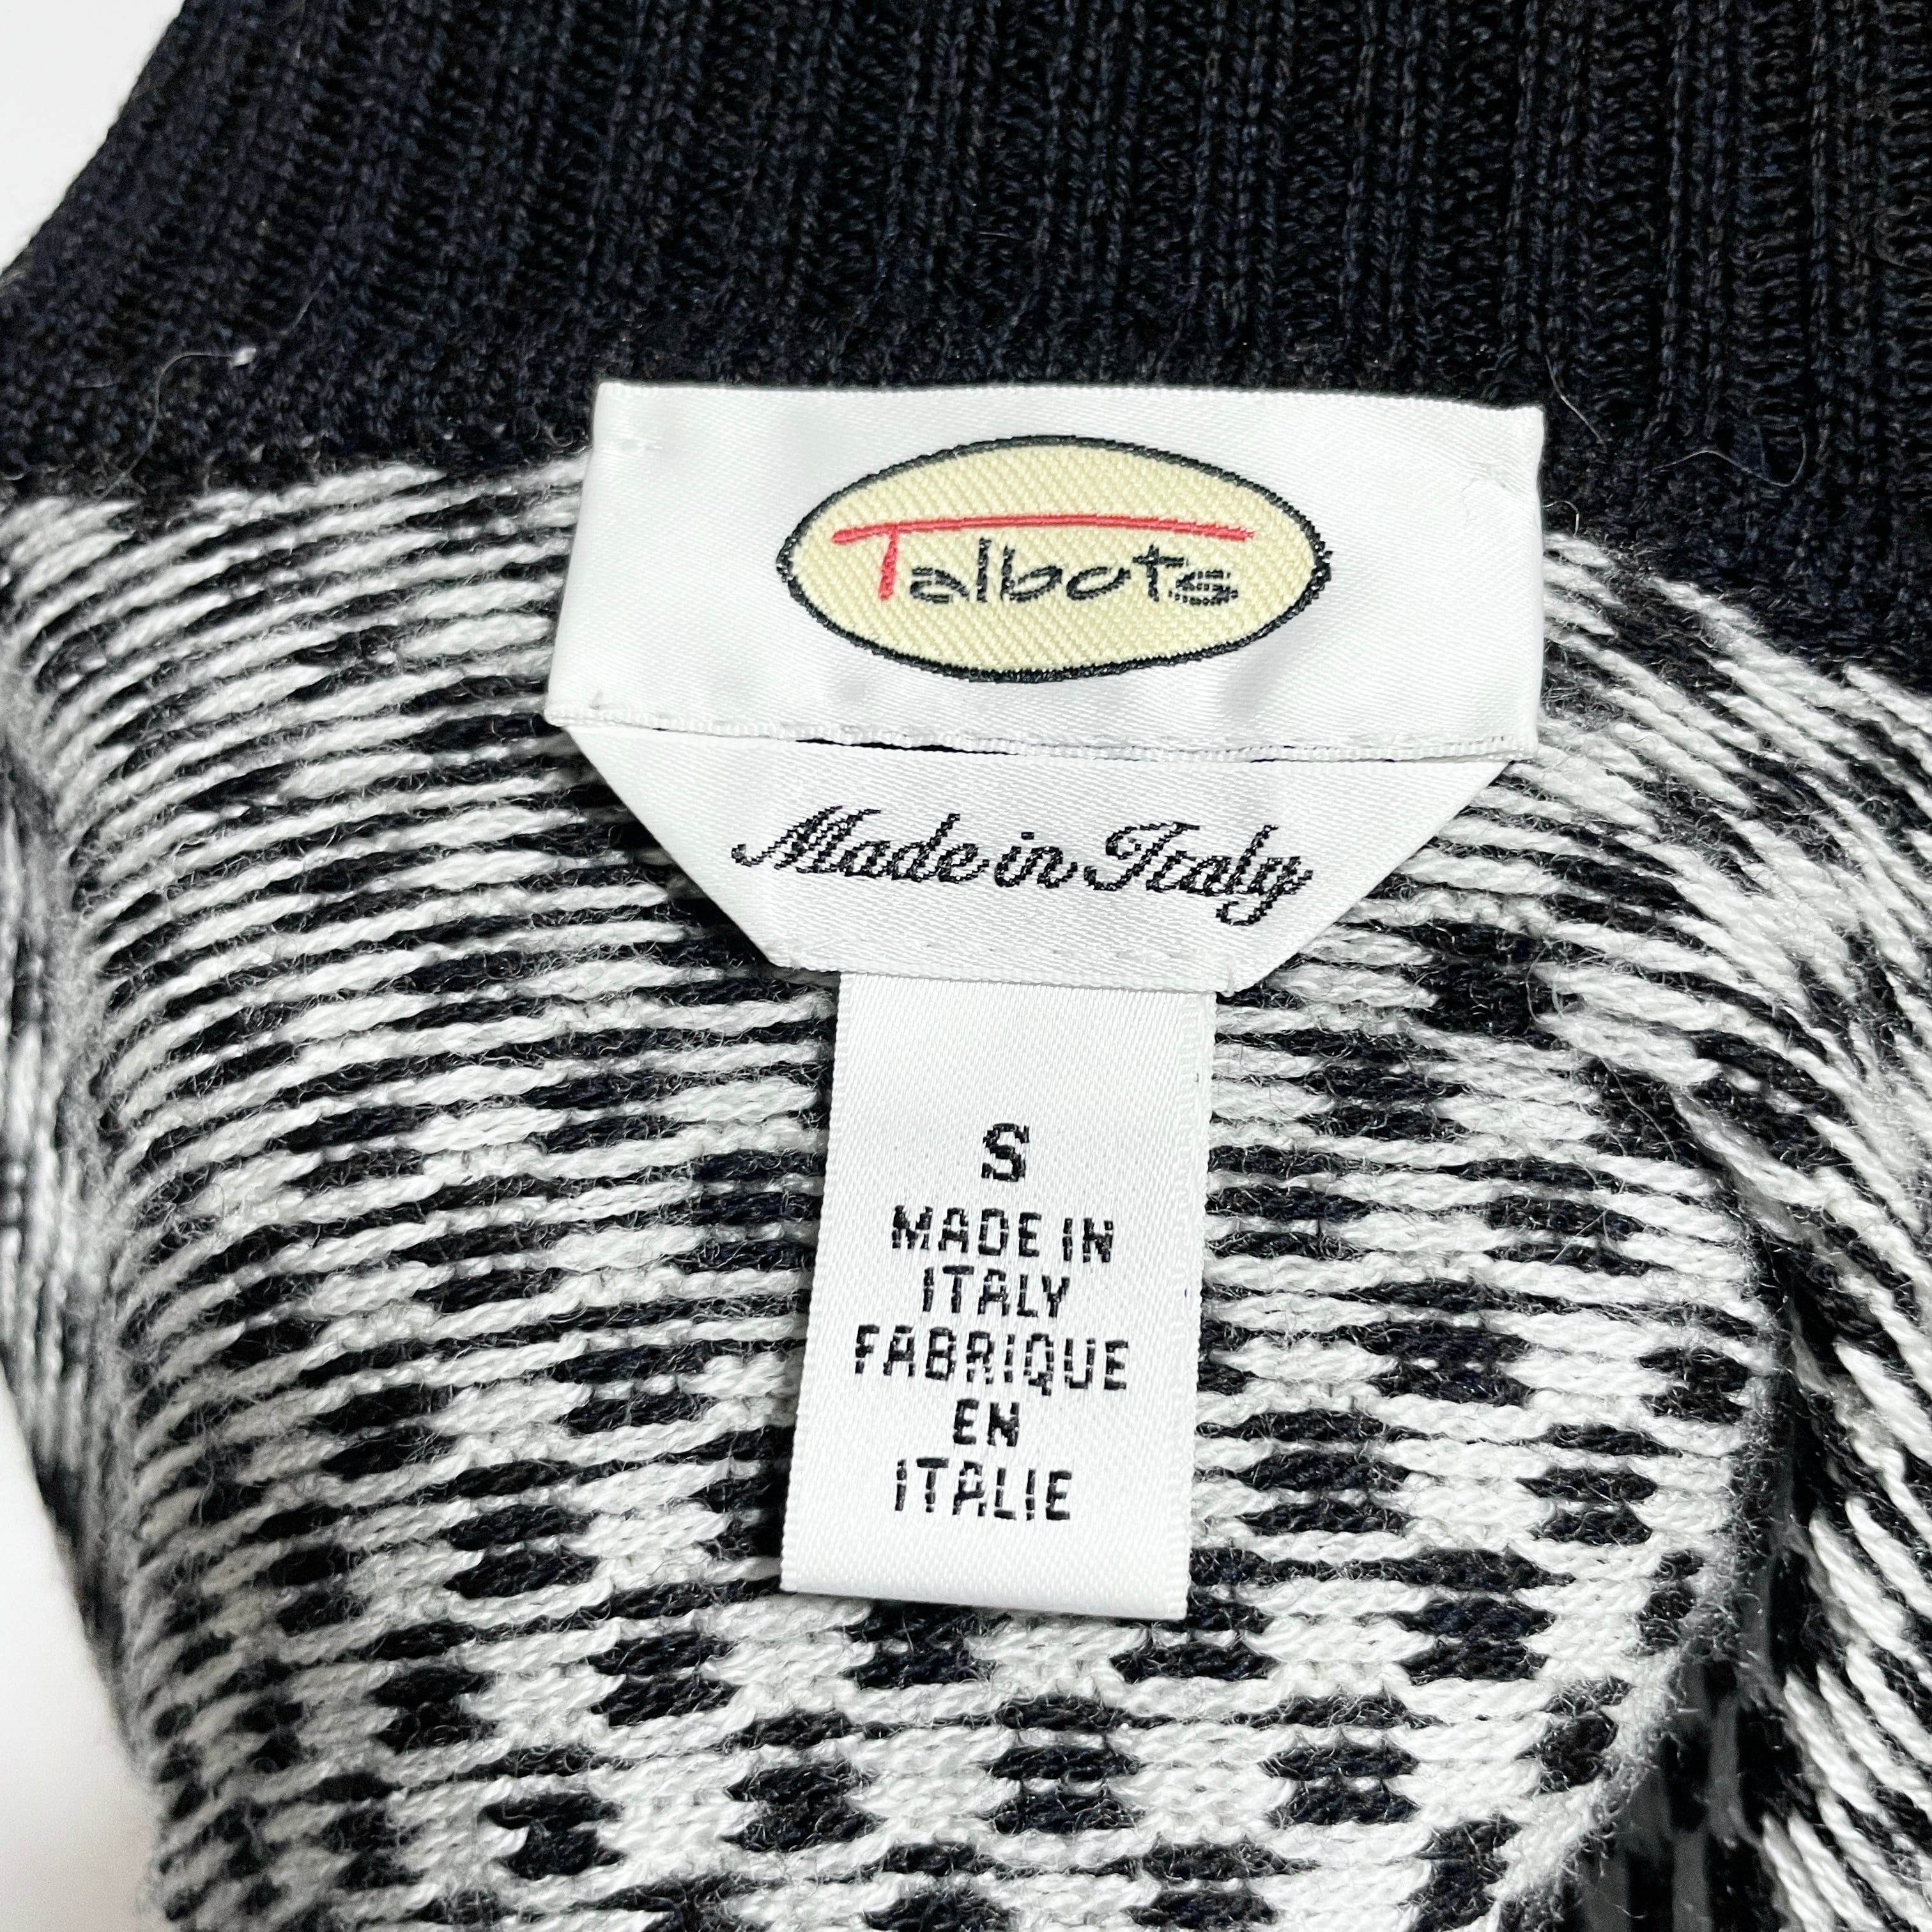 Talbots
Made in Italy
S
MADE IN
ITALY
FABRIQUE
EN
ITALIE